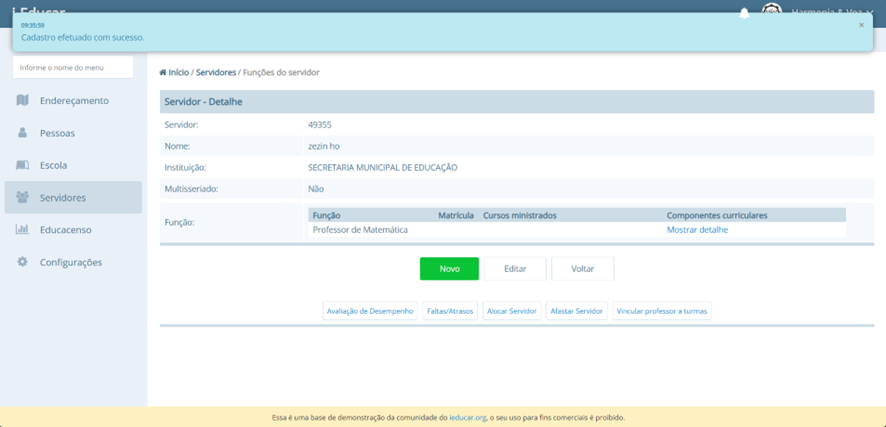 i-Educar
Harmonia & Voz
09:35:59
×
Cadastro efetuado com sucesso.
Informe o nome do menu
Início / Servidores / Funções do servidor
Endereçamento
Pessoas
Escola
Servidores
Educacenso
Configurações
Servidor - Detalhe
Servidor: 49355
Nome: zezin ho
Instituição: SECRETARIA MUNICIPAL DE EDUCAÇÃO
Multisseriado: Não
Função:
Função Matrícula Cursos ministrados Componentes curriculares
Professor de Matemática Mostrar detalhe
Novo Editar Voltar
Avaliação de Desempenho Faltas/Atrasos Alocar Servidor Afastar Servidor Vincular professor a turmas
Essa é uma base de demonstração da comunidade do ieducar.org, o seu uso para fins comerciais é proibido.